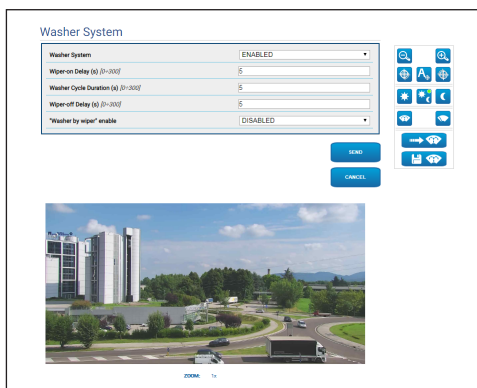 Washer System
Washer System ENABLED
Wiper-on Delay (s) [0÷300] 5
Washer Cycle Duration (s) [0÷300] 5
Wiper-off Delay (s) [0÷300] 5
"Washer by wiper" enable DISABLED
A
SEND
CANCEL
ZOOM: 1x